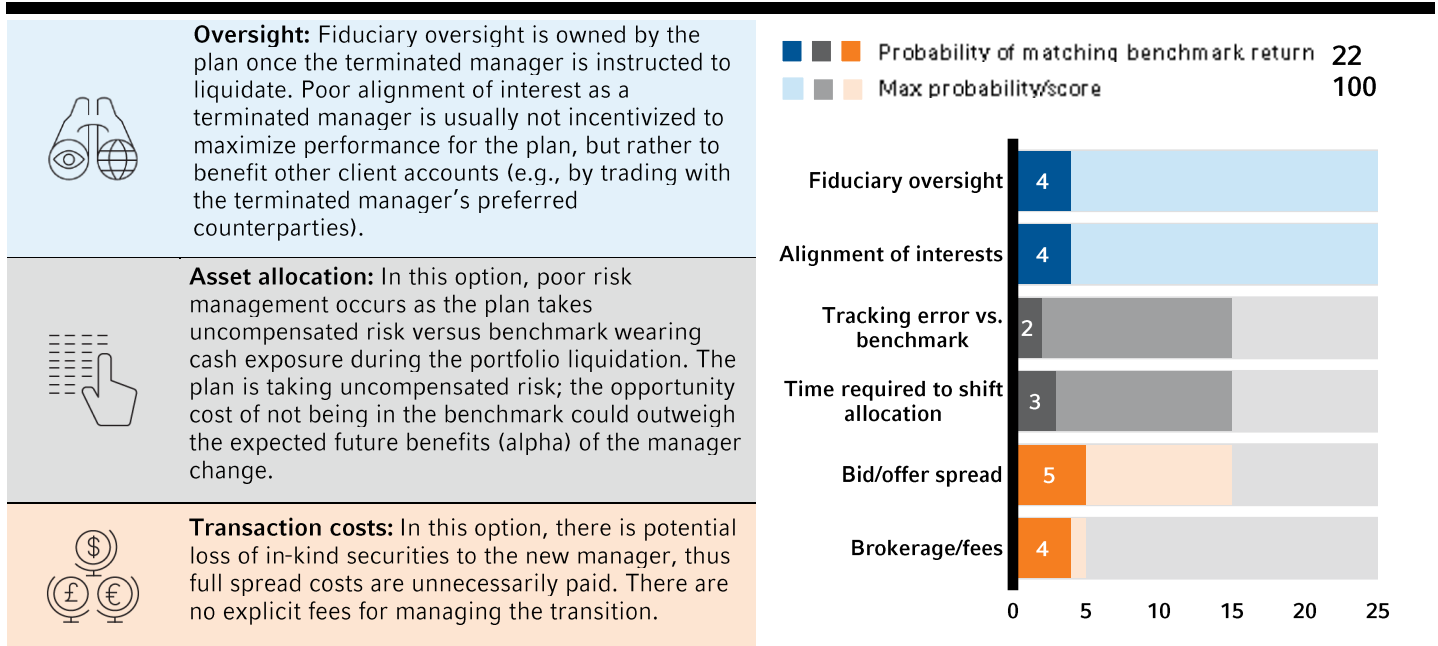 Oversight: Fiduciary oversight is owned by the
plan once the terminated manager is instructed to
liquidate. Poor alignment of interest as a
terminated manager is usually not incentivized to
maximize performance for the plan, but rather to
benefit other client accounts (e.g., by trading with
the terminated manager’s preferred
counterparties).
Asset allocation: In this option, poor risk
management occurs as the plan takes
uncompensated risk versus benchmark wearing
cash exposure during the portfolio liquidation. The
plan is taking uncompensated risk; the opportunity
cost of not being in the benchmark could outweigh
the expected future benefits (alpha) of the manager
change.
$
£ €
Transaction costs: In this option, there is potential
loss of in-kind securities to the new manager, thus
full spread costs are unnecessarily paid. There are
no explicit fees for managing the transition.
Probability of matching benchmark return 22
Max probability/score 100
Fiduciary oversight 4
Alignment of interests 4
Tracking error vs.
benchmark 2
Time required to shift
allocation 3
Bid/offer spread 5
Brokerage/fees 4
0 5 10 15 20 25